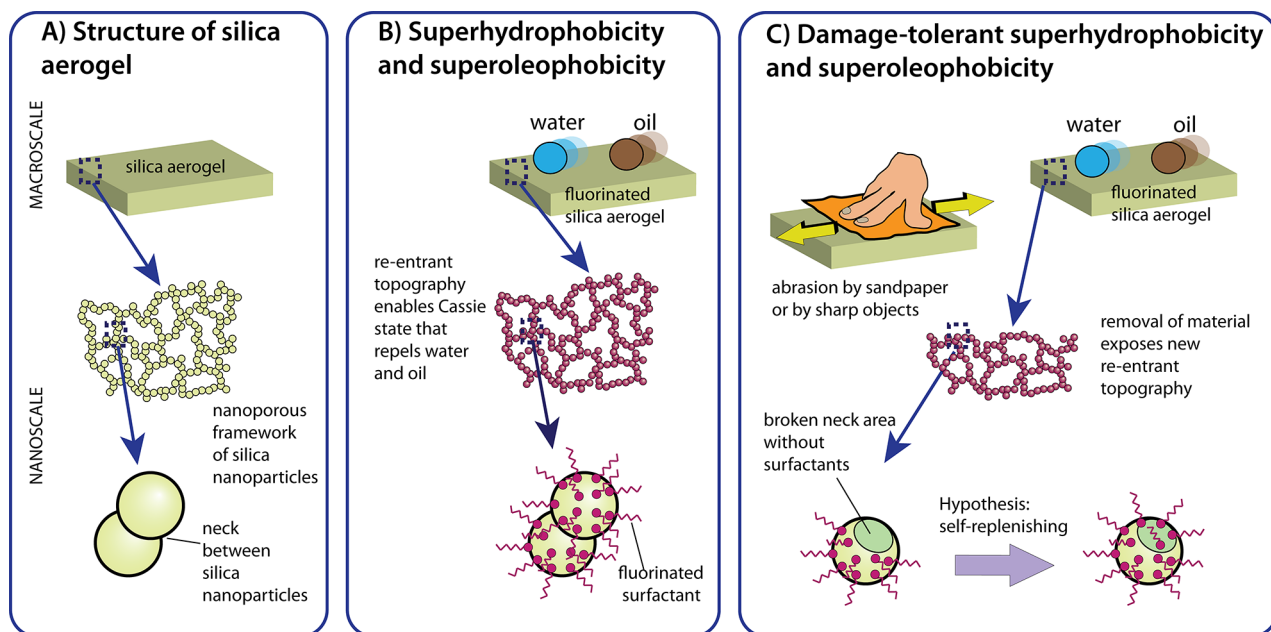 A) Structure of silica
aerogel
MACROSCALE
silica aerogel
NANOSCALE
nanoporous
framework
of silica
nanoparticles
neck
between
silica
nanoparticles
B) Superhydrophobicity
and superoleophobicity
water
oil
fluorinated
silica aerogel
re-entrant
topography
enables Cassie
state that
repels water
and oil
fluorinated
surfactant
C) Damage-tolerant superhydrophobicity
and superoleophobicity
water
oil
fluorinated
silica aerogel
abrasion by sandpaper
or by sharp objects
removal of material
exposes new
re-entrant
topography
broken neck area
without
surfactants
Hypothesis:
self-replenishing